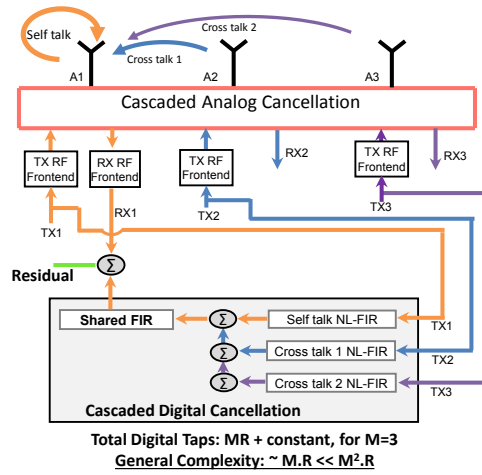 Cross talk 2
Self talk
Cross talk 1
A1
A2
A3
Cascaded Analog Cancellation
TX RF
Frontend
RX RF
Frontend
TX RF
Frontend
RX2
TX RF
Frontend
RX3
RX1
TX1
TX2
TX3
Residual
Σ
Shared FIR
Σ
Self talk NL-FIR
TX1
Σ
Cross talk 1 NL-FIR
TX2
Σ
Cross talk 2 NL-FIR
TX3
Cascaded Digital Cancellation
Total Digital Taps: MR + constant, for M=3
General Complexity: ~ M.R << M².R